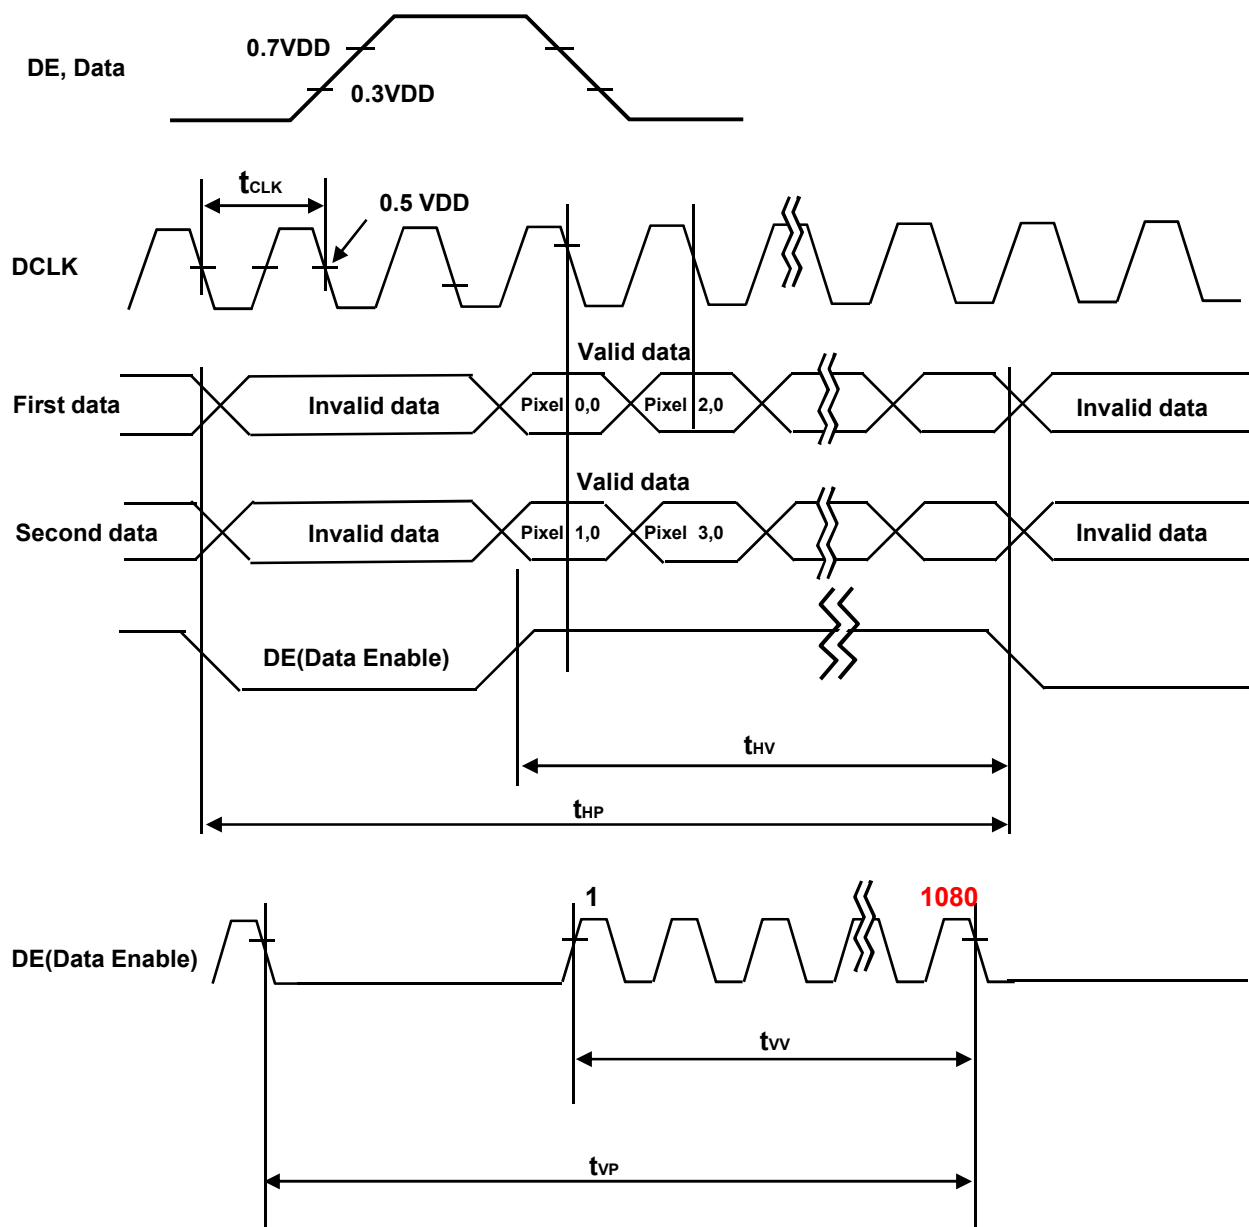 0.7VDD
DE, Data
0.3VDD
tCLK
0.5 VDD
DCLK
Valid data
First data
Invalid data
Pixel 0,0
Pixel 2,0
Invalid data
Valid data
Second data
Invalid data
Pixel 1,0
Pixel 3,0
Invalid data
DE(Data Enable)
tHV
tHP
1
1080
DE(Data Enable)
tVV
tVP